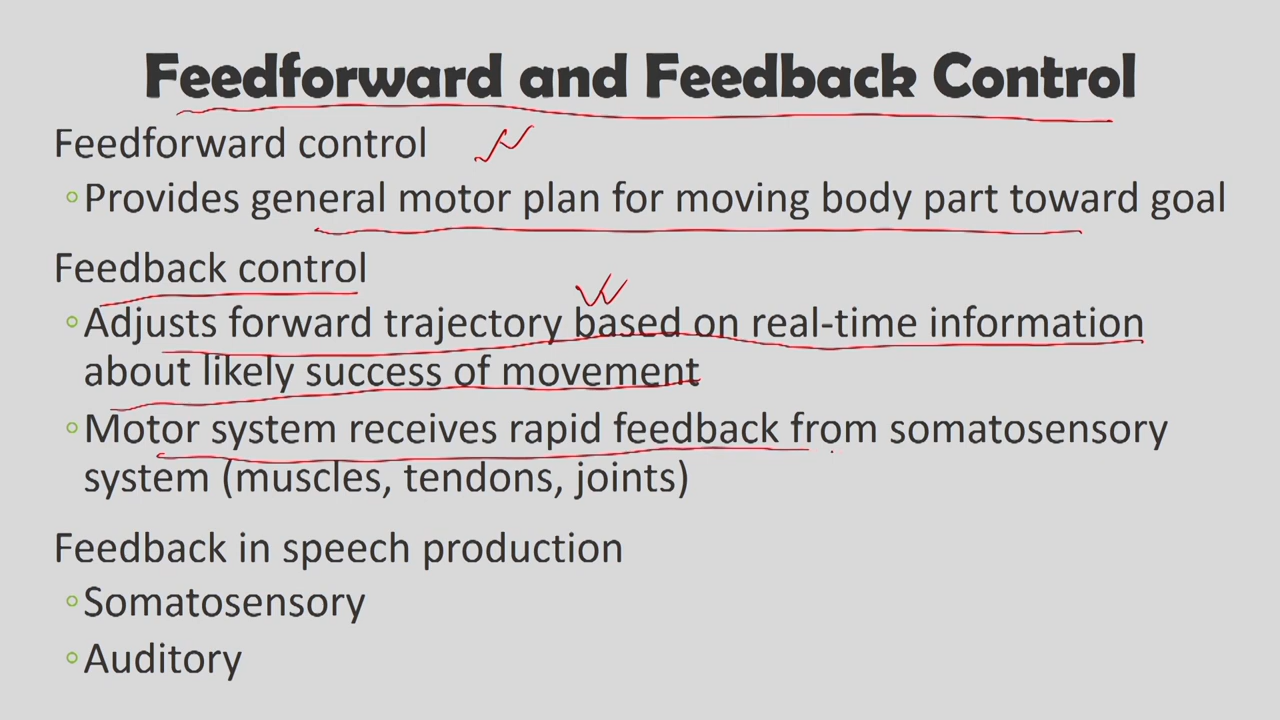 Feedforward and Feedback Control
Feedforward control
◦Provides general motor plan for moving body part toward goal
Feedback control
◦Adjusts forward trajectory based on real-time information
about likely success of movement
◦Motor system receives rapid feedback from somatosensory
system (muscles, tendons, joints)
Feedback in speech production
◦Somatosensory
◦Auditory